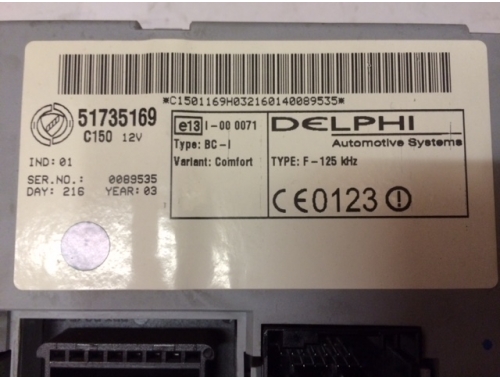 *C1501169H032160140089535*
51735169
C150 12V
IND: 01
SER.NO.: 0089535
DAY: 216 YEAR: 03
e13 I-00 0071
Type: BC-I
Variant: Comfort
DELPHI
Automotive Systems
TYPE: F-125 kHz
CE0123